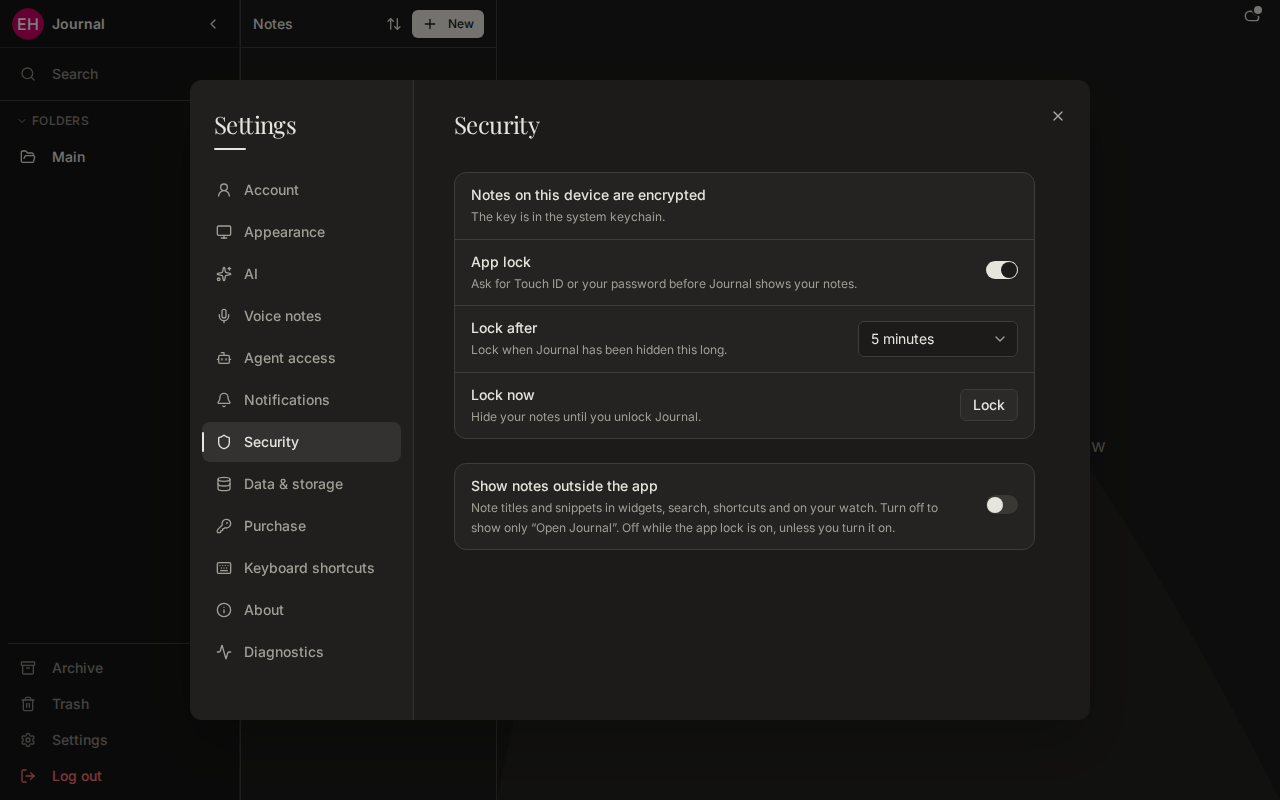 EH Journal
Notes
New
Search
FOLDERS
Main
Archive
Trash
Settings
Log out
Settings
Account
Appearance
AI
Voice notes
Agent access
Notifications
Security
Data & storage
Purchase
Keyboard shortcuts
About
Diagnostics
Security
Notes on this device are encrypted
The key is in the system keychain.
App lock
Ask for Touch ID or your password before Journal shows your notes.
Lock after
Lock when Journal has been hidden this long.
5 minutes
Lock now
Hide your notes until you unlock Journal.
Lock
Show notes outside the app
Note titles and snippets in widgets, search, shortcuts and on your watch. Turn off to
show only “Open Journal”. Off while the app lock is on, unless you turn it on.